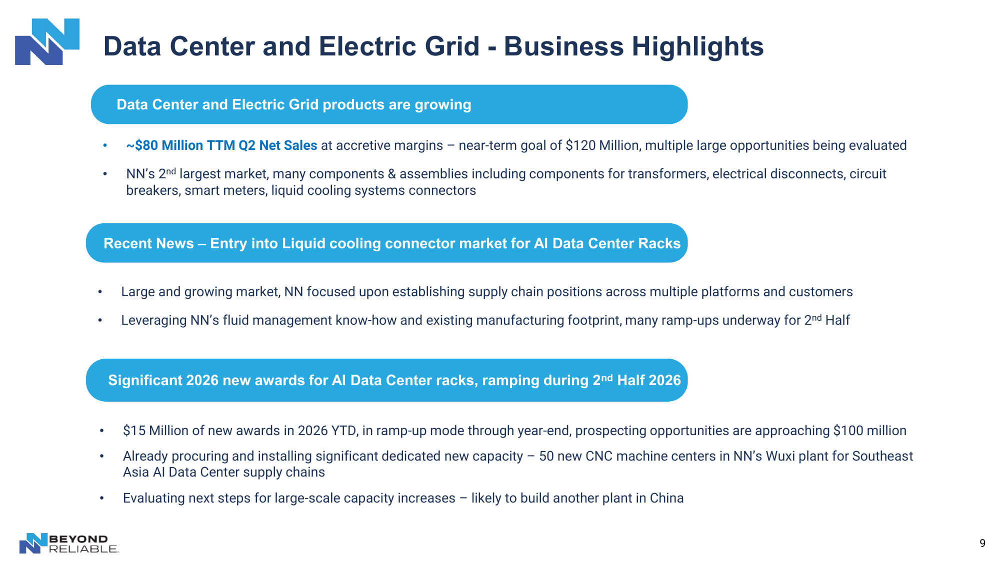 Data Center and Electric Grid - Business Highlights
Data Center and Electric Grid products are growing
• ~$80 Million TTM Q2 Net Sales at accretive margins – near-term goal of $120 Million, multiple large opportunities being evaluated
• NN’s 2nd largest market, many components & assemblies including components for transformers, electrical disconnects, circuit
breakers, smart meters, liquid cooling systems connectors
Recent News – Entry into Liquid cooling connector market for AI Data Center Racks
• Large and growing market, NN focused upon establishing supply chain positions across multiple platforms and customers
• Leveraging NN’s fluid management know-how and existing manufacturing footprint, many ramp-ups underway for 2nd Half
Significant 2026 new awards for AI Data Center racks, ramping during 2nd Half 2026
• $15 Million of new awards in 2026 YTD, in ramp-up mode through year-end, prospecting opportunities are approaching $100 million
• Already procuring and installing significant dedicated new capacity – 50 new CNC machine centers in NN’s Wuxi plant for Southeast
Asia AI Data Center supply chains
• Evaluating next steps for large-scale capacity increases – likely to build another plant in China
BEYOND
RELIABLE
9